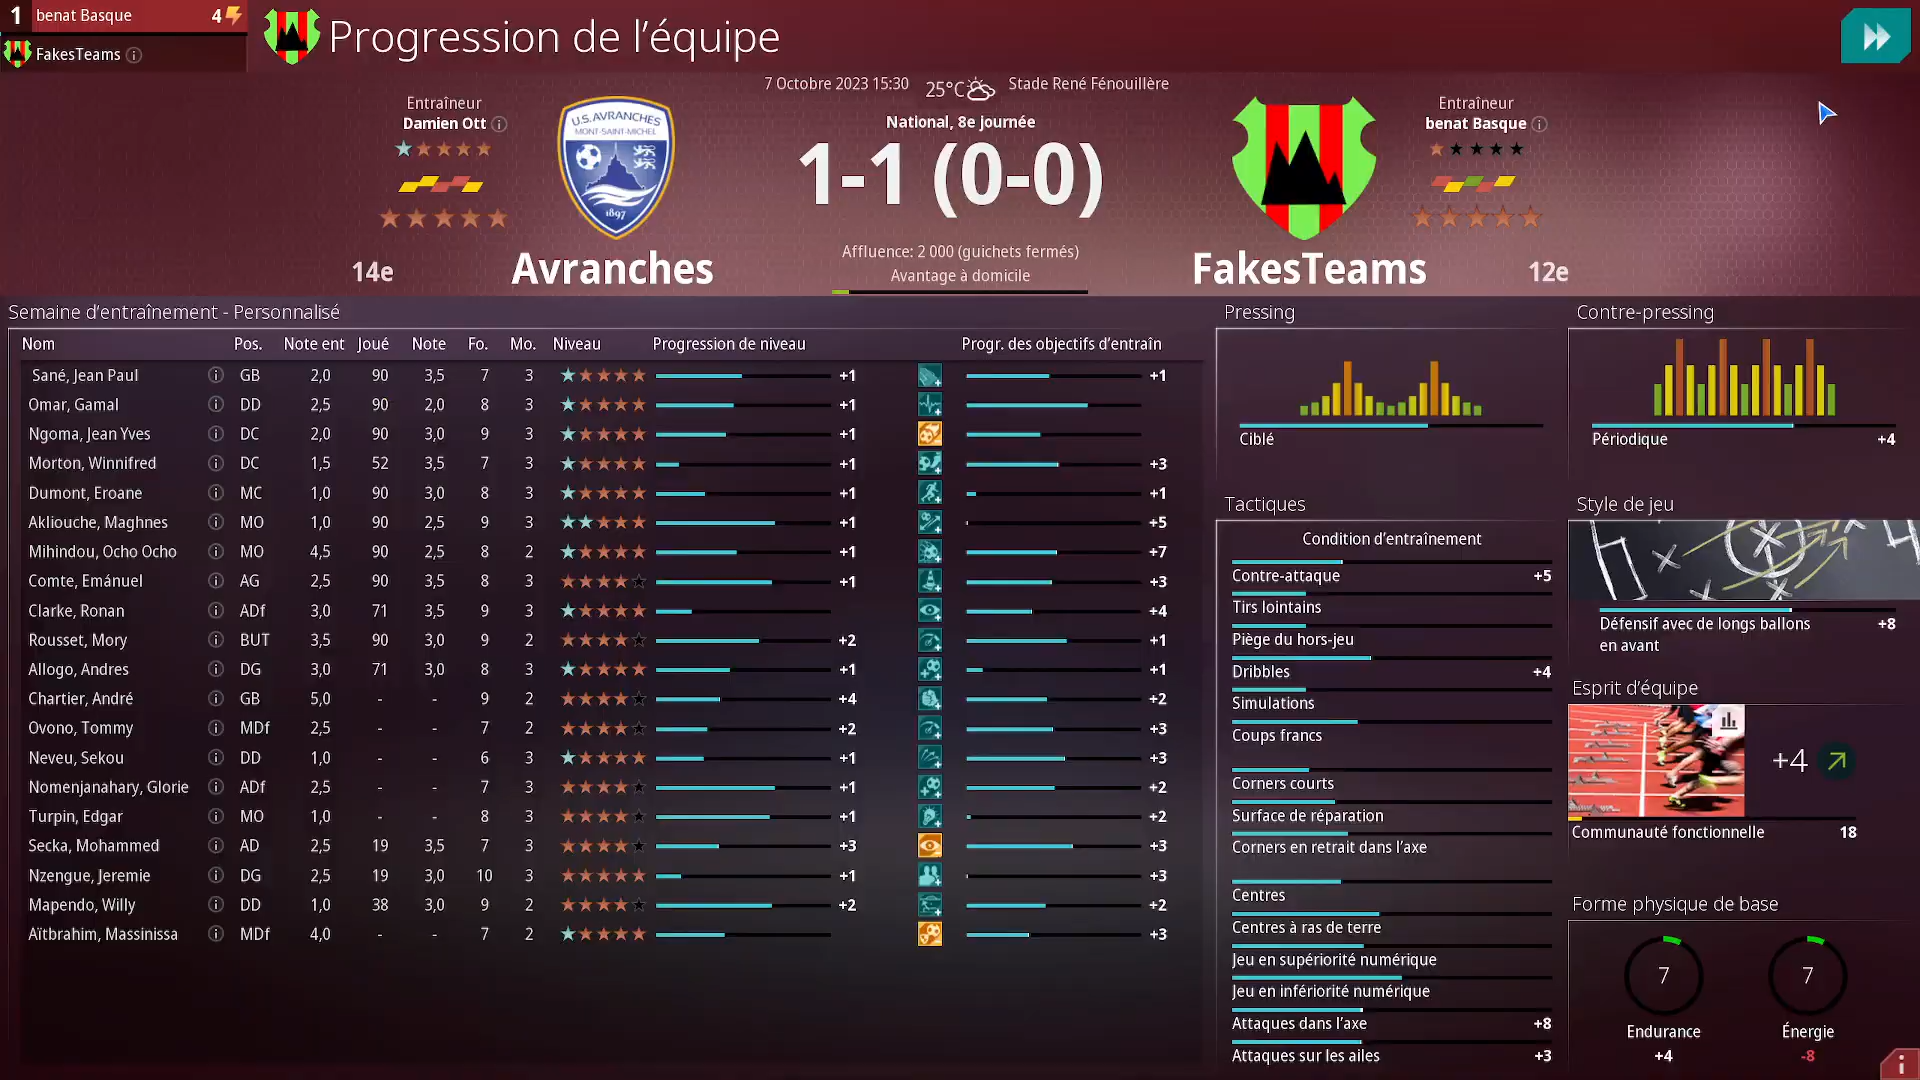 1 benat Basque 4
FakesTeams
Progression de l'équipe
7 Octobre 2023 15:30 25°C Stade René Fénouillère
National, 8e journée
1-1 (0-0)
Entraîneur
Damien Ott
U.S. AVRANCHES
MONT-SAINT-MICHEL
1897
Entraîneur
benat Basque
Affluence: 2 000 (guichets fermés)
Avantage à domicile
14e Avranches
FakesTeams 12e
Semaine d'entraînement - Personnalisé
Nom Pos. Note ent Joué Note Fo. Mo. Niveau Progression de niveau Progr. des objectifs d'entraîn
Sané, Jean Paul GB 2,0 90 3,5 7 3 +1 +1
Omar, Gamal DD 2,5 90 2,0 8 3 +1
Ngoma, Jean Yves DC 2,0 90 3,0 9 3 +1
Morton, Winnifred DC 1,5 52 3,5 7 3 +1 +3
Dumont, Eroane MC 1,0 90 3,0 8 3 +1 +1
Akliouche, Maghnes MO 1,0 90 2,5 9 3 +1 +5
Mihindou, Ocho Ocho MO 4,5 90 2,5 8 2 +1 +7
Comte, Emánuel AG 2,5 90 3,5 8 3 +1 +3
Clarke, Ronan ADf 3,0 71 3,5 9 3 +4
Rousset, Mory BUT 3,5 90 3,0 9 2 +2 +1
Allogo, Andres DG 3,0 71 3,0 8 3 +1 +1
Chartier, André GB 5,0 - - 9 2 +4 +2
Ovono, Tommy MDf 2,5 - - 7 2 +2 +3
Neveu, Sekou DD 1,0 - - 6 3 +1 +3
Nomenjanahary, Glorie ADf 2,5 - - 7 3 +1 +2
Turpin, Edgar MO 1,0 - - 8 3 +1 +2
Secka, Mohammed AD 2,5 19 3,5 7 3 +3 +3
Nzengue, Jeremie DG 2,5 19 3,0 10 3 +1 +3
Mapendo, Willy DD 1,0 38 3,0 9 2 +2 +2
Aïtbrahim, Massinissa MDf 4,0 - - 7 2 +3
Pressing
Ciblé
Contre-pressing
Périodique +4
Tactiques
Condition d'entraînement
Contre-attaque +5
Tirs lointains
Piège du hors-jeu
Dribbles +4
Simulations
Coups francs
Corners courts
Surface de réparation
Corners en retrait dans l'axe
Centres
Centres à ras de terre
Jeu en supériorité numérique
Jeu en infériorité numérique
Attaques dans l'axe +8
Attaques sur les ailes +3
Style de jeu
Défensif avec de longs ballons +8
en avant
Esprit d'équipe
+4
Communauté fonctionnelle 18
Forme physique de base
7 7
Endurance Énergie
+4 -8